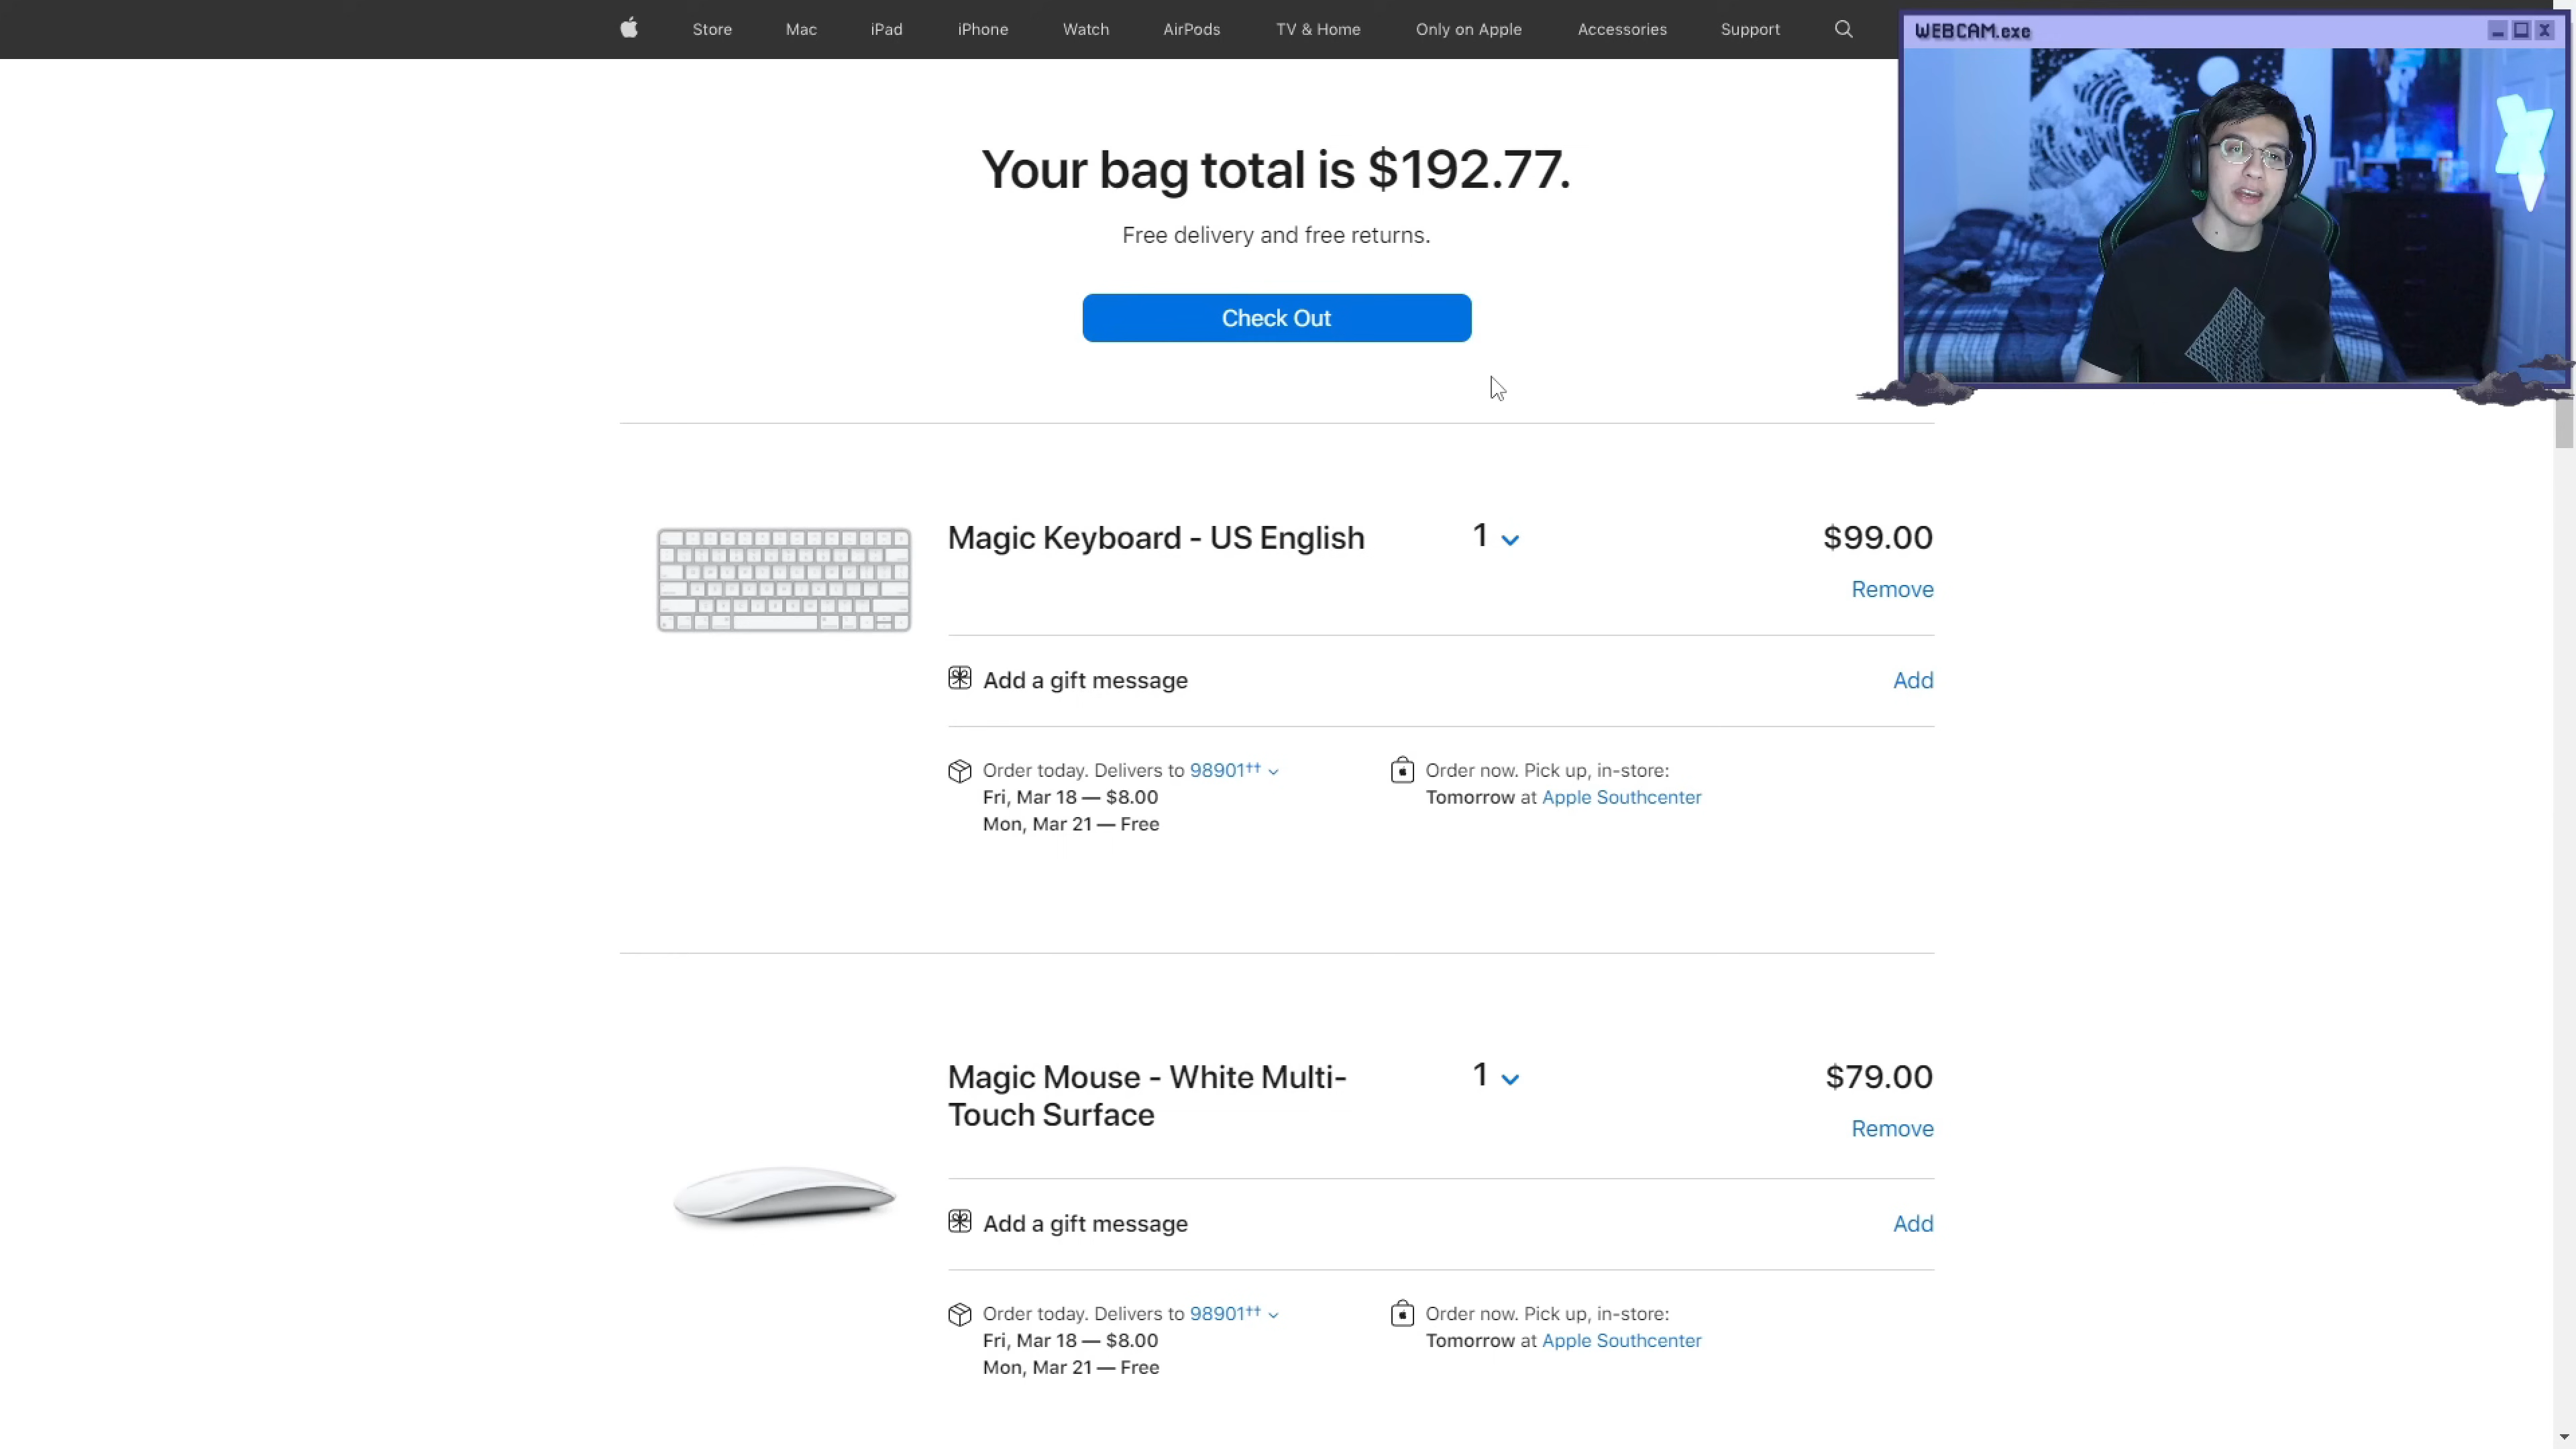 Store Mac iPad iPhone Watch AirPods TV & Home Only on Apple Accessories Support
WEBCAM.exe
Your bag total is $192.77.
Free delivery and free returns.
Check Out
Magic Keyboard - US English 1 $99.00
Remove
Add a gift message Add
Order today. Delivers to 98901†† Order now. Pick up, in-store:
Fri, Mar 18 — $8.00 Tomorrow at Apple Southcenter
Mon, Mar 21 — Free
Magic Mouse - White Multi- 1 $79.00
Touch Surface
Remove
Add a gift message Add
Order today. Delivers to 98901†† Order now. Pick up, in-store:
Fri, Mar 18 — $8.00 Tomorrow at Apple Southcenter
Mon, Mar 21 — Free